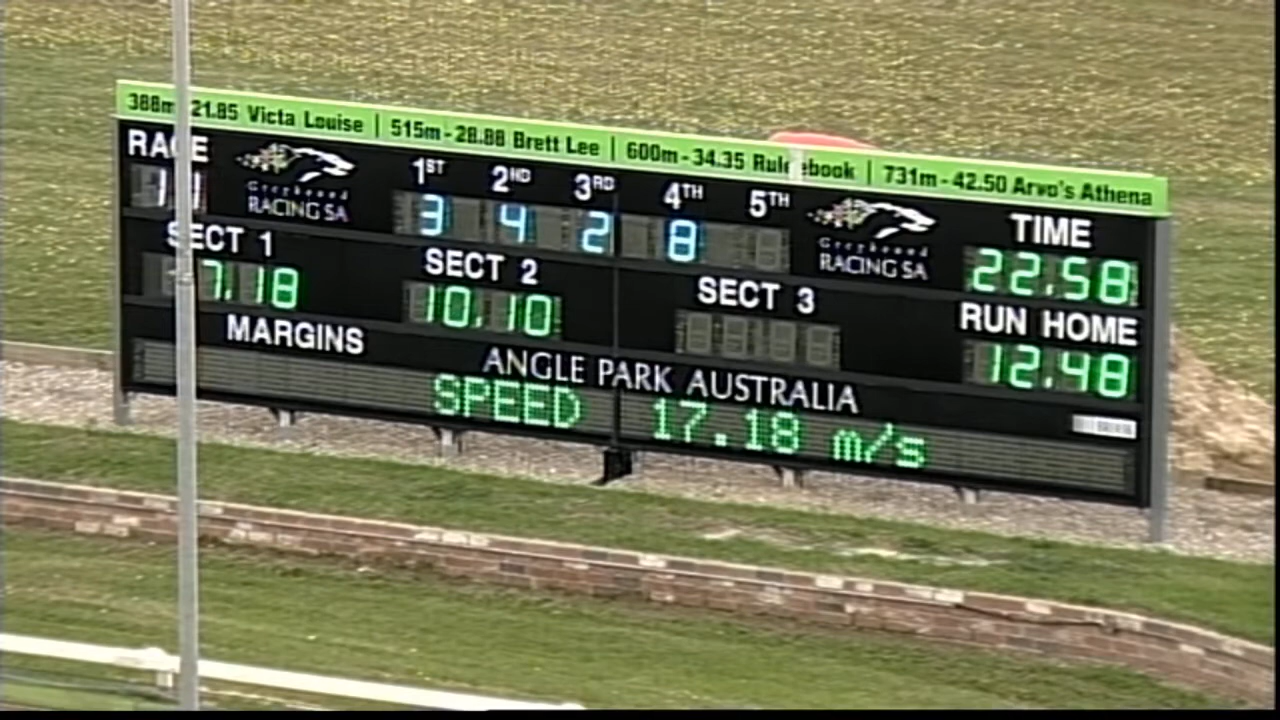 388m 21.85 Victa Louise | 515m - 28.88 Brett Lee | 600m - 34.35 Rulebook | 731m - 42.50 Arvo's Athena
RACE 1ST 2ND 3RD 4TH 5TH TIME
11 Greyhound RACING SA 3 4 2 8 Greyhound RACING SA 22.58
SECT 1 SECT 2 SECT 3 RUN HOME
7.18 10.10 12.48
MARGINS ANGLE PARK AUSTRALIA
SPEED 17.18 m/s